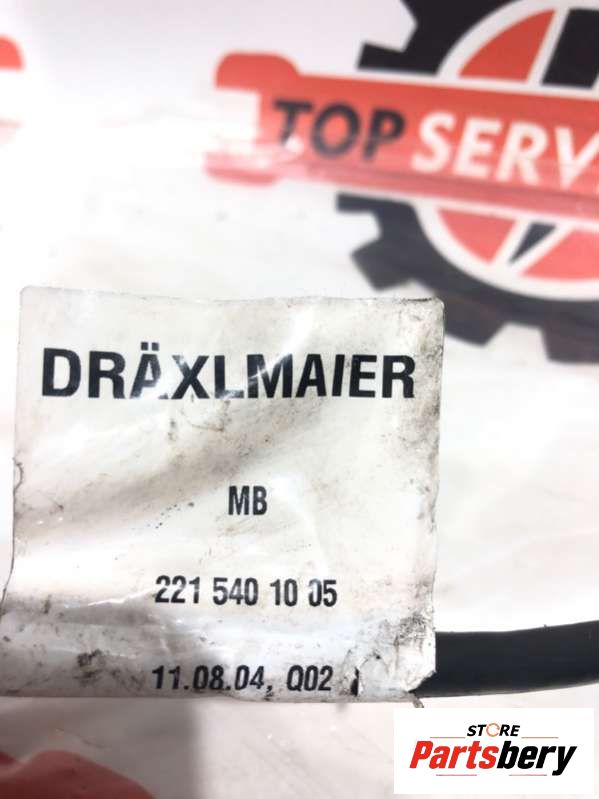 TOP SERV
DRÄXLMAIER
MB
221 540 10 05
11.08.04, Q02
STORE
Partsbery